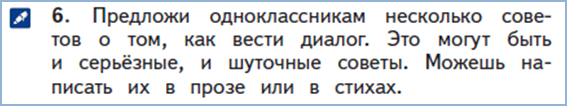 6. Предложи одноклассникам несколько сове-
тов о том, как вести диалог. Это могут быть
и серьёзные, и шуточные советы. Можешь на-
писать их в прозе или в стихах.